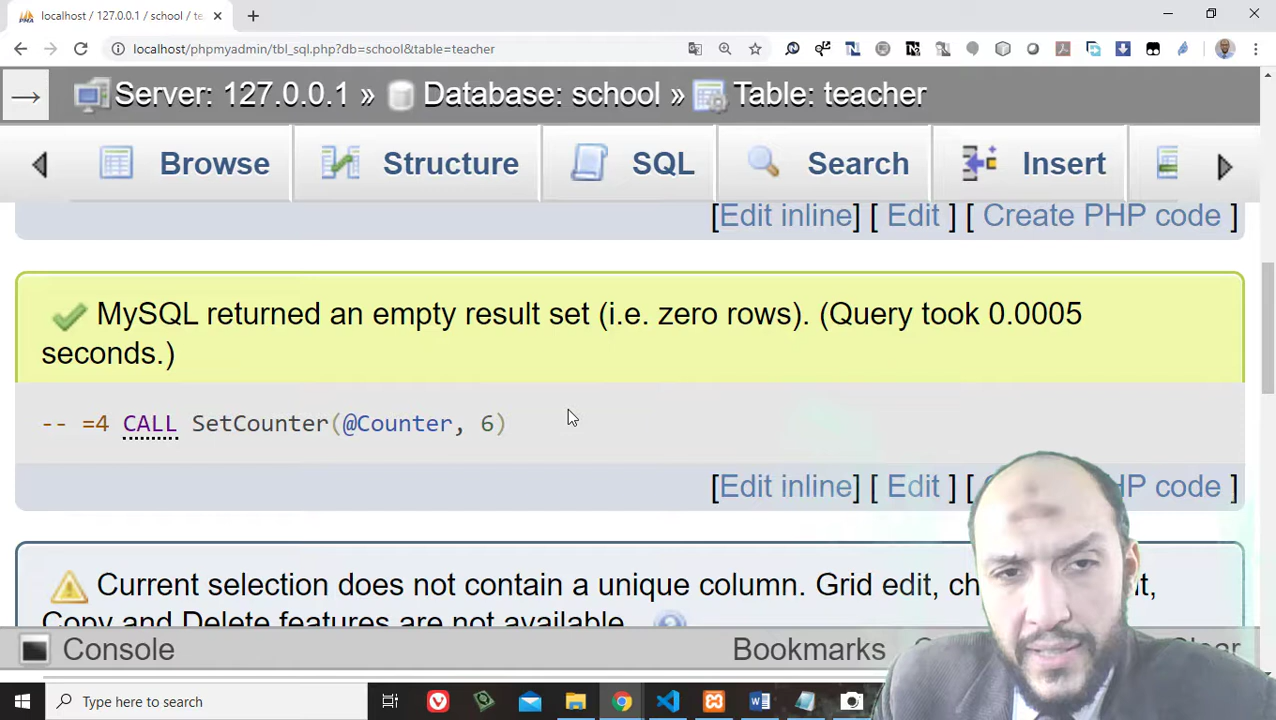 localhost / 127.0.0.1 / school / te
localhost/phpmyadmin/tbl_sql.php?db=school&table=teacher
Server: 127.0.0.1 » Database: school » Table: teacher
Browse Structure SQL Search Insert
[Edit inline] [ Edit ] [ Create PHP code ]
MySQL returned an empty result set (i.e. zero rows). (Query took 0.0005
seconds.)
-- =4 CALL SetCounter(@Counter, 6)
[Edit inline] [ Edit ] [ HP code ]
Current selection does not contain a unique column. Grid edit,
Copy and Delete features are not available.
Console Bookmarks
Type here to search